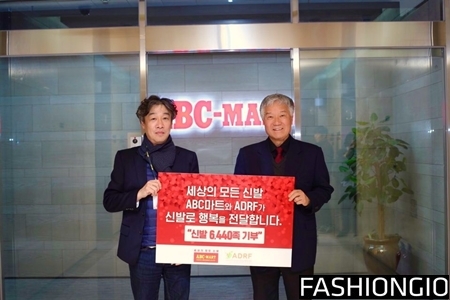 ABC-MART
세상의 모든 신발
ABC마트와 ADRF가
신발로 행복을 전달합니다.
"신발 6,440족 기부"
ABC-MART
ADRF
FASHIONGIO